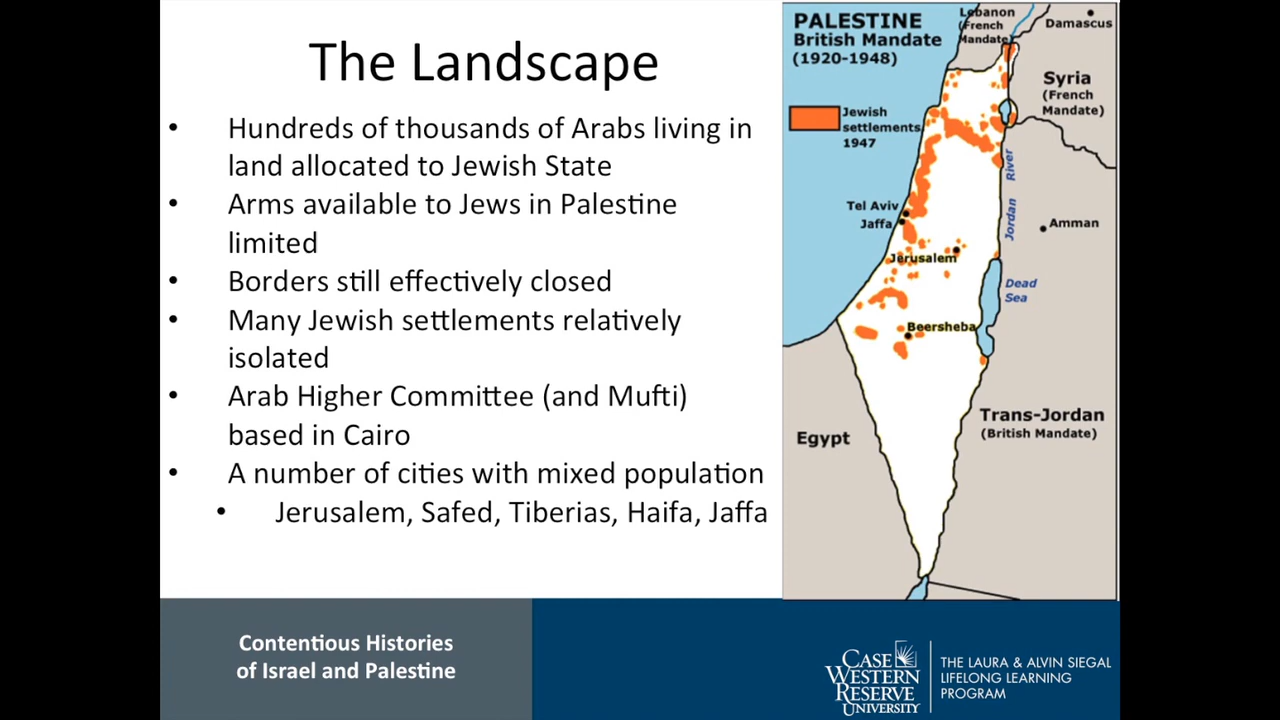 The Landscape
• Hundreds of thousands of Arabs living in
land allocated to Jewish State
• Arms available to Jews in Palestine
limited
• Borders still effectively closed
• Many Jewish settlements relatively
isolated
• Arab Higher Committee (and Mufti)
based in Cairo
• A number of cities with mixed population
• Jerusalem, Safed, Tiberias, Haifa, Jaffa
PALESTINE
British Mandate
(1920-1948)
Lebanon
(French
Mandate)
Damascus
Syria
(French
Mandate)
Jewish
settlements
1947
Tel Aviv
Jaffa
Jordan River
Amman
Jerusalem
Dead
Sea
Beersheba
Trans-Jordan
(British Mandate)
Egypt
Contentious Histories
of Israel and Palestine
CASE
WESTERN
RESERVE
UNIVERSITY
THE LAURA & ALVIN SIEGAL
LIFELONG LEARNING
PROGRAM